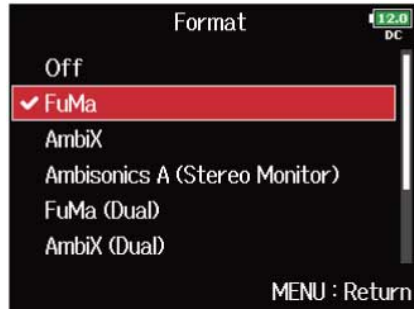 Format
12.0
DC
Off
FuMa
AmbiX
Ambisonics A (Stereo Monitor)
FuMa (Dual)
AmbiX (Dual)
MENU : Return